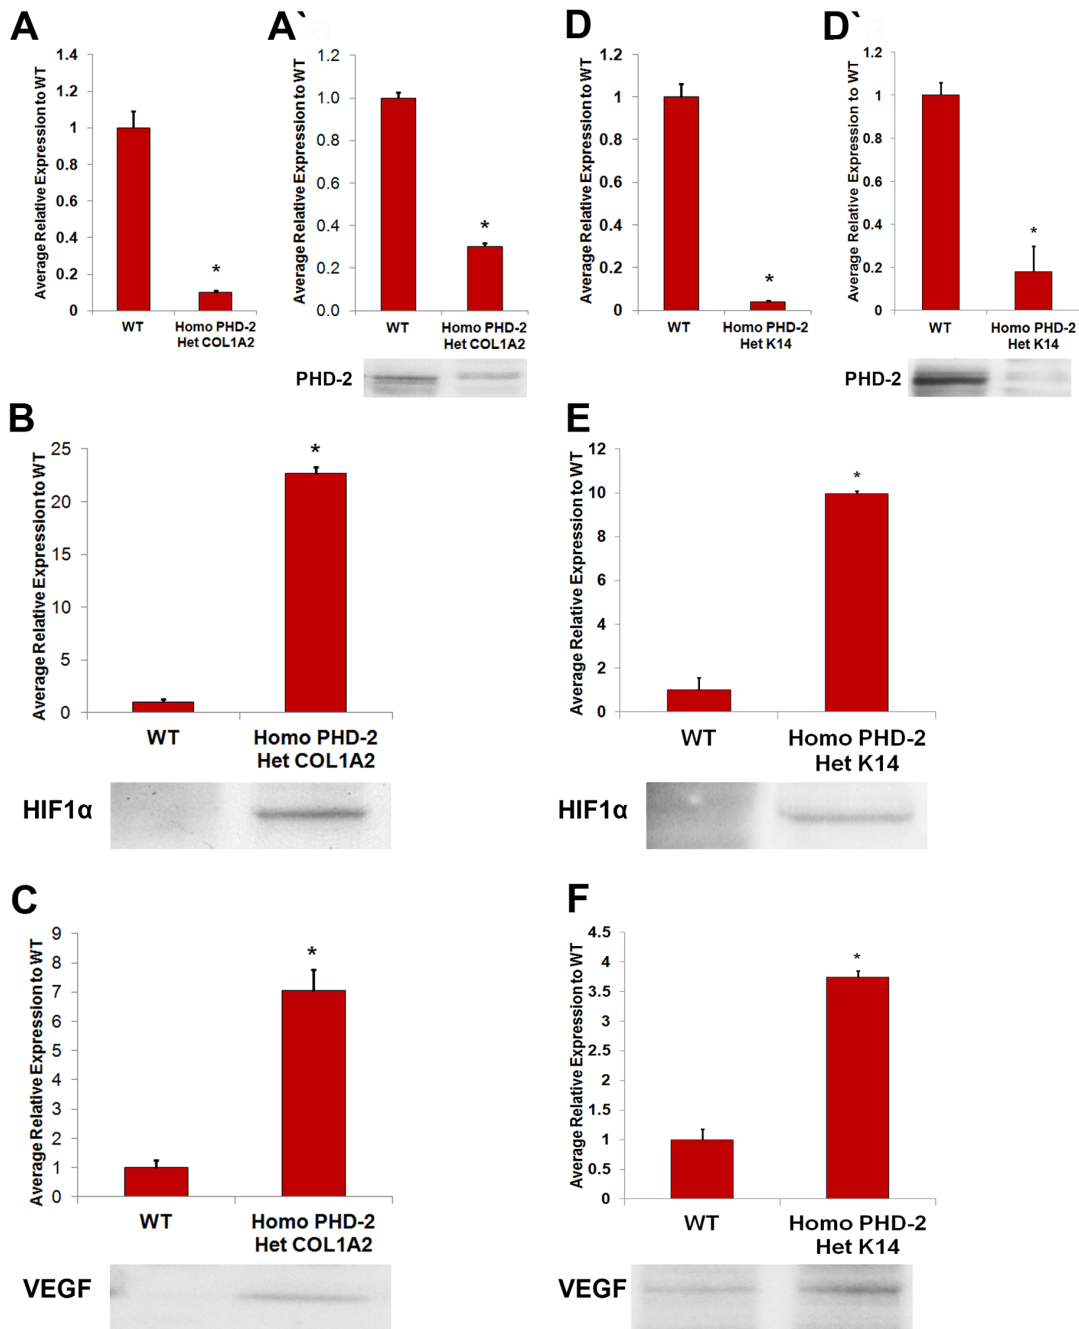 A
Average Relative Expression to WT
1.4
1.2
1
0.8
0.6
0.4
0.2
0
*
WT
Homo PHD-2
Het COL1A2
A`
Average Relative Expression to WT
1.2
1.0
0.8
0.6
0.4
0.2
0.0
*
WT
Homo PHD-2
Het COL1A2
PHD-2
D
Average Relative Expression to WT
1.2
1
0.8
0.6
0.4
0.2
0
*
WT
Homo PHD-2
Het K14
D`
Average Relative Expression to WT
1.2
1
0.8
0.6
0.4
0.2
0
*
WT
Homo PHD-2
Het K14
PHD-2
B
Average Relative Expression to WT
25
20
15
10
5
0
*
WT
Homo PHD-2
Het COL1A2
HIF1α
E
Average Relative Expression to WT
12
10
8
6
4
2
0
*
WT
Homo PHD-2
Het K14
HIF1α
C
Average Relative Expression to WT
9
8
7
6
5
4
3
2
1
0
*
WT
Homo PHD-2
Het COL1A2
VEGF
F
Average Relative Expression to WT
4.5
4
3.5
3
2.5
2
1.5
1
0.5
0
*
WT
Homo PHD-2
Het K14
VEGF